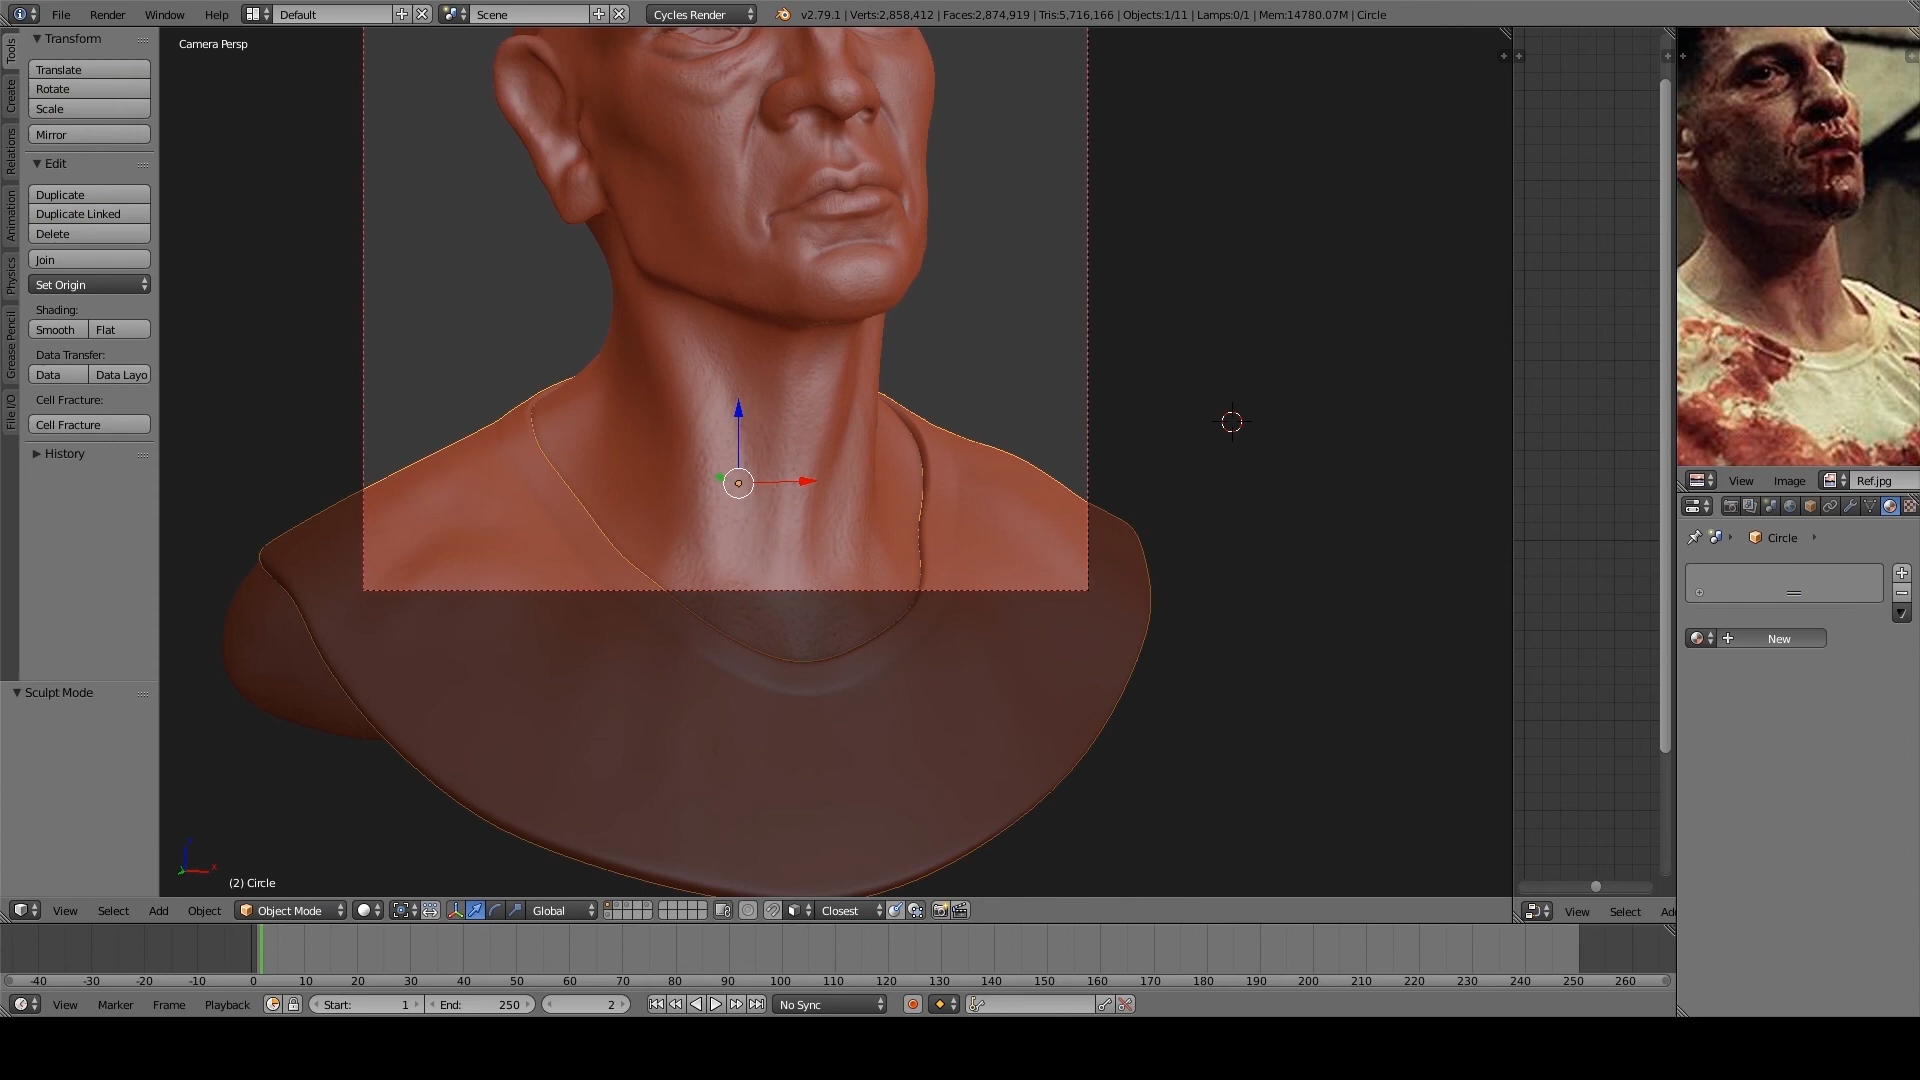 File Render Window Help Default Scene Cycles Render v2.79.1 | Verts:2,858,412 | Faces:2,874,919 | Tris:5,716,166 | Objects:1/11 | Lamps:0/1 | Mem:14780.07M | Circle
Tools
Create
Relations
Animation
Physics
Grease Pencil
File I/O
Transform
Translate
Rotate
Scale
Mirror
Edit
Duplicate
Duplicate Linked
Delete
Join
Set Origin
Shading:
Smooth Flat
Data Transfer:
Data Data Layo
Cell Fracture:
Cell Fracture
History
Sculpt Mode
Camera Persp
(2) Circle
View Image Ref.jpg
Circle
New
View Select Add Object Object Mode Global Closest
View Select Add
-40 -30 -20 -10 0 10 20 30 40 50 60 70 80 90 100 110 120 130 140 150 160 170 180 190 200 210 220 230 240 250 260
View Marker Frame Playback Start: 1 End: 250 2 No Sync